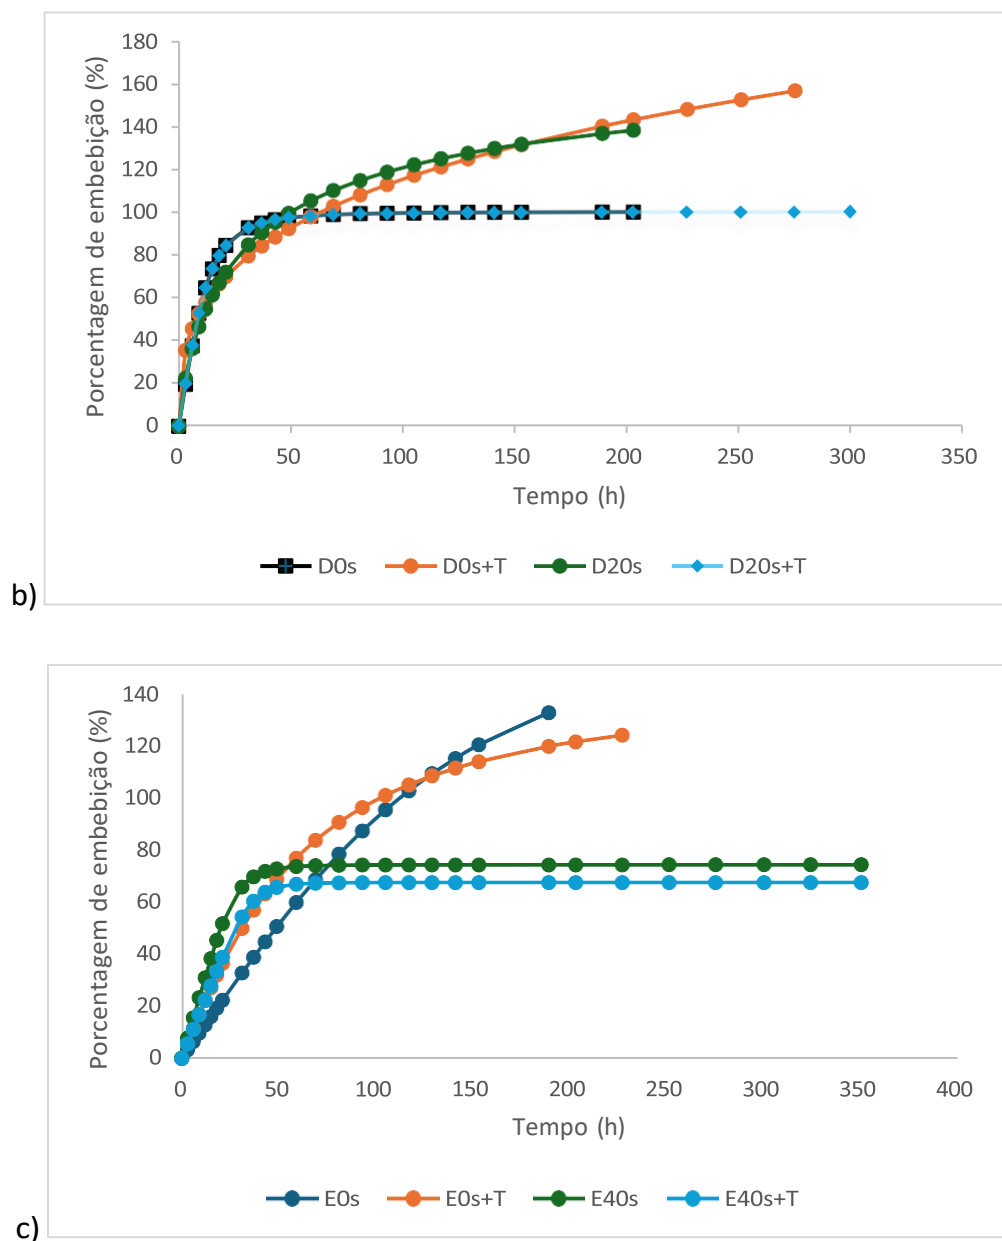 180
160
140
120
100
80
60
40
20
0
Porcentagem de embebição (%)
0 50 100 150 200 250 300 350
Tempo (h)
D0s D0s+T D20s D20s+T
b)
140
120
100
80
60
40
20
0
Porcentagem de embebição (%)
0 50 100 150 200 250 300 350 400
Tempo (h)
E0s E0s+T E40s E40s+T
c)